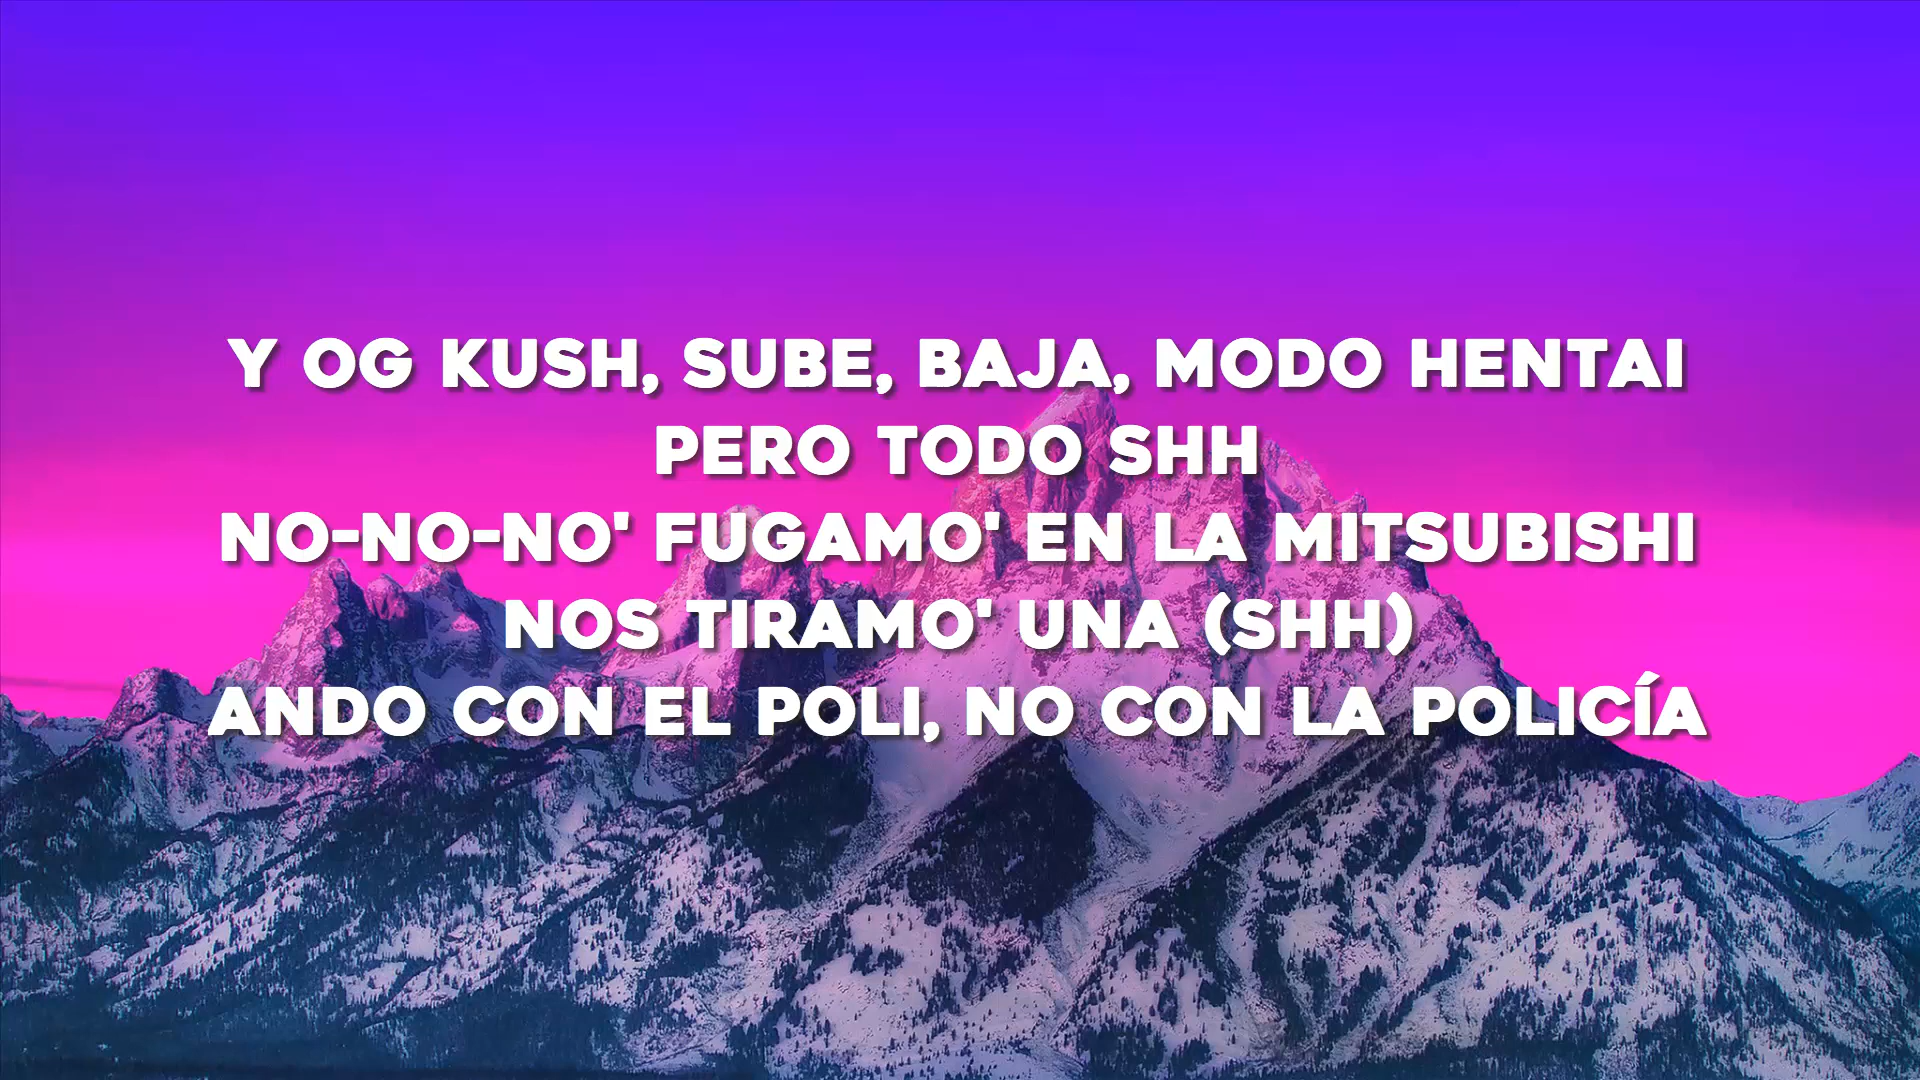 Y OG KUSH, SUBE, BAJA, MODO HENTAI
PERO TODO SHH
NO-NO-NO' FUGAMO' EN LA MITSUBISHI
NOS TIRAMO' UNA (SHH)
ANDO CON EL POLI, NO CON LA POLICÍA